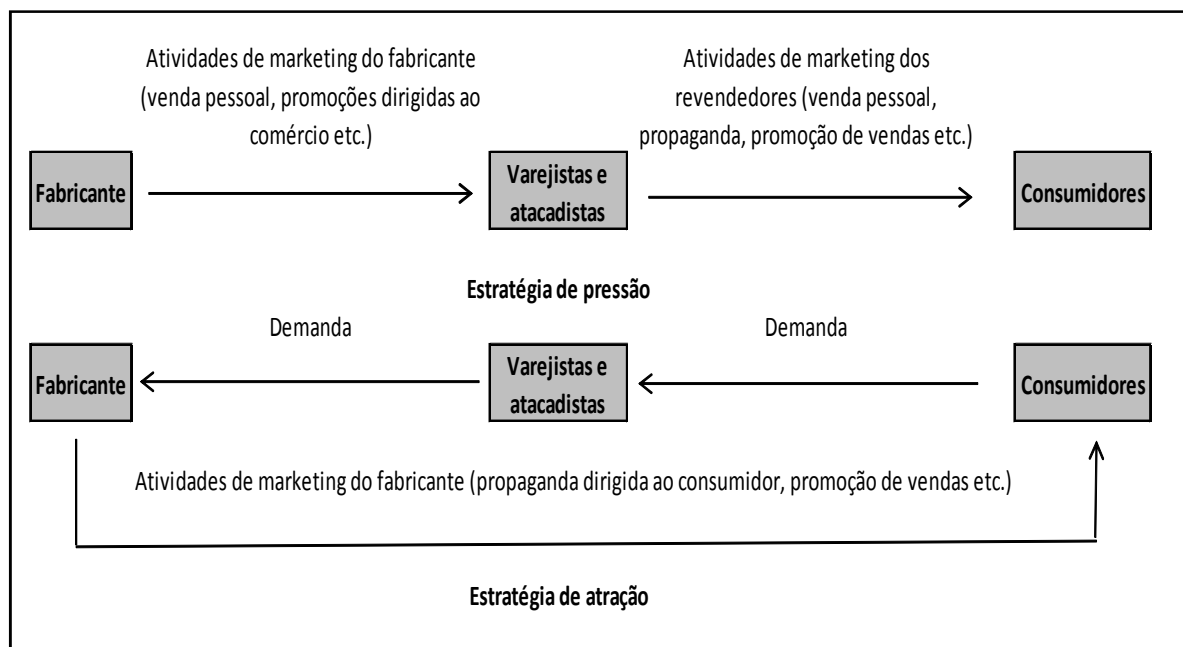 Atividades de marketing do fabricante
(venda pessoal, promoções dirigidas ao
comércio etc.)
Atividades de marketing dos
revendedores (venda pessoal,
propaganda, promoção de vendas etc.)
Fabricante
Varejistas e
atacadistas
Consumidores
Estratégia de pressão
Demanda
Demanda
Fabricante
Varejistas e
atacadistas
Consumidores
Atividades de marketing do fabricante (propaganda dirigida ao consumidor, promoção de vendas etc.)
Estratégia de atração